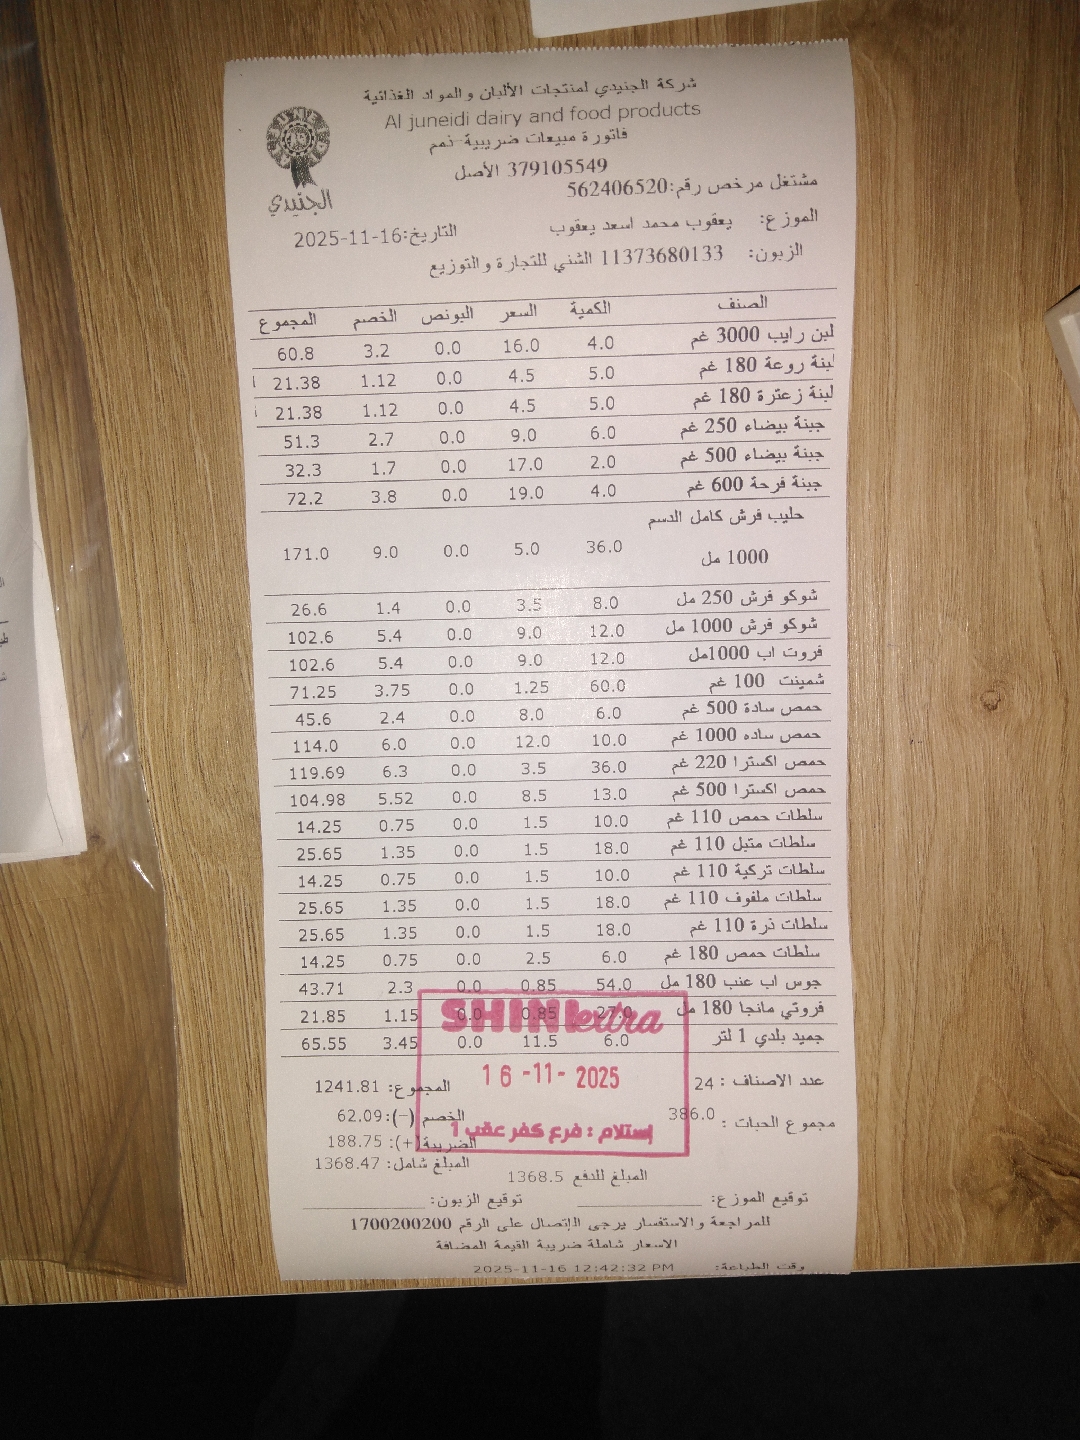 شركة الجنيدي لمنتجات الألبان والمواد الغذائية
Al juneidi dairy and food products
فاتورة مبيعات ضريبية-ذمم
379105549 الأصل
الجنيدي
مشتغل مرخص رقم:562406520
الموزع: يعقوب محمد اسعد يعقوب التاريخ:2025-11-16
الزبون: 11373680133 الشني للتجارة والتوزيع
الصنف الكمية السعر البونص الخصم المجموع
لبن رايب 3000 غم 4.0 16.0 0.0 3.2 60.8
لبنة روعة 180 غم 5.0 4.5 0.0 1.12 21.38
لبنة زعترة 180 غم 5.0 4.5 0.0 1.12 21.38
جبنة بيضاء 250 غم 6.0 9.0 0.0 2.7 51.3
جبنة بيضاء 500 غم 2.0 17.0 0.0 1.7 32.3
جبنة فرحة 600 غم 4.0 19.0 0.0 3.8 72.2
حليب فرش كامل الدسم
1000 مل 36.0 5.0 0.0 9.0 171.0
شوكو فرش 250 مل 8.0 3.5 0.0 1.4 26.6
شوكو فرش 1000 مل 12.0 9.0 0.0 5.4 102.6
فروت اب 1000مل 12.0 9.0 0.0 5.4 102.6
شمينت 100 غم 60.0 1.25 0.0 3.75 71.25
حمص سادة 500 غم 6.0 8.0 0.0 2.4 45.6
حمص ساده 1000 غم 10.0 12.0 0.0 6.0 114.0
حمص اكسترا 220 غم 36.0 3.5 0.0 6.3 119.69
حمص اكسترا 500 غم 13.0 8.5 0.0 5.52 104.98
سلطات حمص 110 غم 10.0 1.5 0.0 0.75 14.25
سلطات متبل 110 غم 18.0 1.5 0.0 1.35 25.65
سلطات تركية 110 غم 10.0 1.5 0.0 0.75 14.25
سلطات ملفوف 110 غم 18.0 1.5 0.0 1.35 25.65
سلطات ذرة 110 غم 18.0 1.5 0.0 1.35 25.65
سلطات حمص 180 غم 6.0 2.5 0.0 0.75 14.25
جوس اب عنب 180 مل 54.0 0.85 0.0 2.3 43.71
فروتي مانجا 180 مل 27.0 0.85 0.0 1.15 21.85
جميد بلدي 1 لتر 6.0 11.5 0.0 3.45 65.55
SHINI extra
16-11-2025
إستلام : فرع كفر عقب 1
عدد الاصناف : 24 المجموع: 1241.81
مجموع الحبات : 386.0 الخصم (-):62.09
الضريبة(+): 188.75
المبلغ شامل: 1368.47
المبلغ للدفع 1368.5
توقيع الموزع: توقيع الزبون:
للمراجعة والاستفسار يرجى الإتصال على الرقم 1700200200
الاسعار شاملة ضريبة القيمة المضافة
وقت الطباعة: 2025-11-16 12:42:32 PM